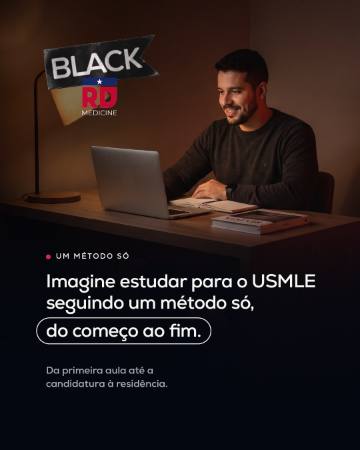 BLACK
RD
MEDICINE
UM MÉTODO SÓ
Imagine estudar para o USMLE
seguindo um método só,
do começo ao fim.
Da primeira aula até a
candidatura à residência.